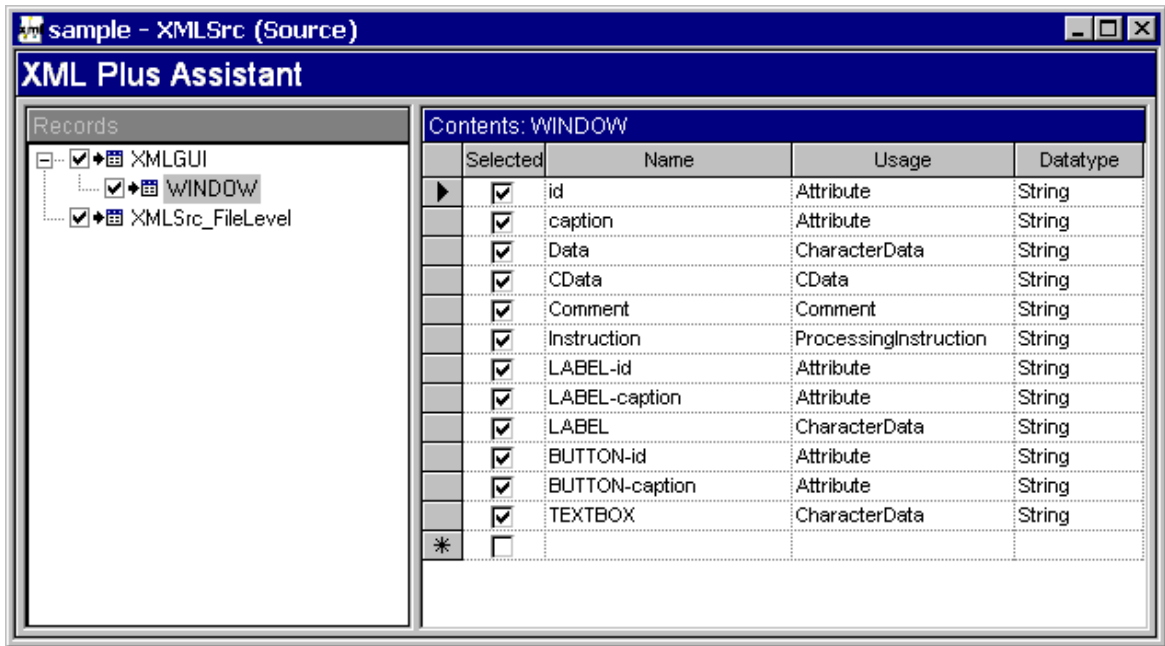 sample - XMLSrc (Source)
XML Plus Assistant
Records
XMLGUI
WINDOW
XMLSrc_FileLevel
Contents: WINDOW
Selected Name Usage Datatype
id Attribute String
caption Attribute String
Data CharacterData String
CData CData String
Comment Comment String
Instruction ProcessingInstruction String
LABEL-id Attribute String
LABEL-caption Attribute String
LABEL CharacterData String
BUTTON-id Attribute String
BUTTON-caption Attribute String
TEXTBOX CharacterData String